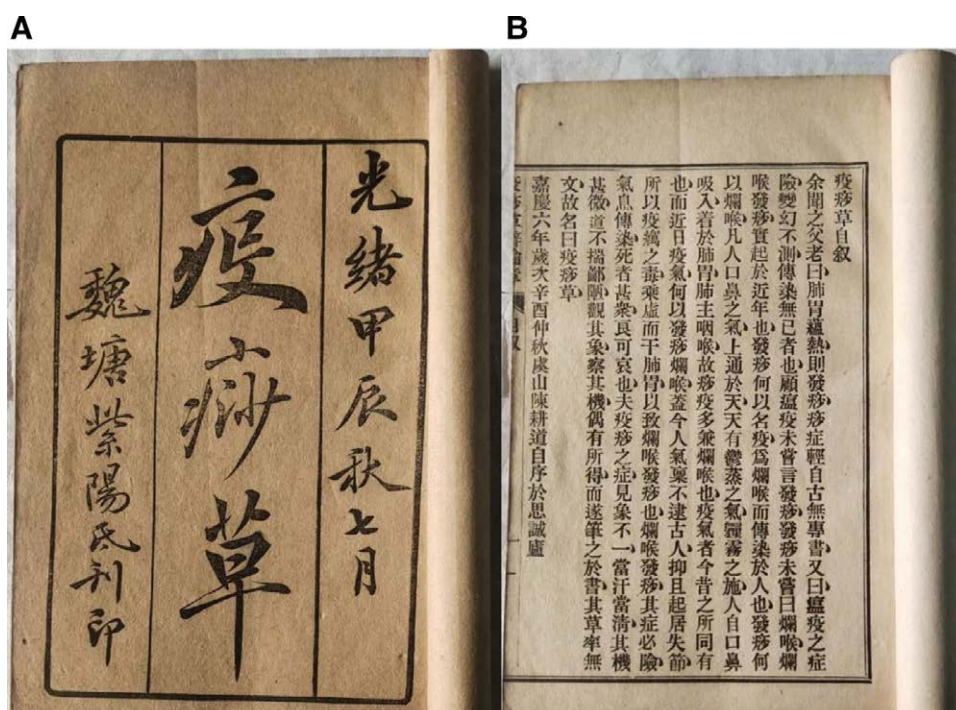 A
光緒甲辰秋七月
疫痧草
魏塘紫陽氏刋印
B
疫痧草自叙
余聞之父老曰肺胃蘊熱則發痧痧症輕自古無專書又曰瘟疫之症
險變幻不測傳染無已者也顧瘟疫未嘗言發痧發痧未嘗曰爛喉爛
喉發痧實起於近年也發痧何以名疫爲爛喉而傳染於人也發痧何
以爛喉凡人口鼻之氣上通於天天有鬱蒸之氣霾霧之施人自口鼻
吸入着於肺胃肺主咽喉故痧疫多兼爛喉也疫氣者今昔之所同有
也而近日疫氣何以發痧爛喉葢今人氣稟不逮古人抑且起居失節
所以疫癘之毒乘虛而干肺胃以致爛喉發痧也爛喉發痧其症必險
氣息傳染死者甚衆良可哀也夫疫痧之症見象不一當汗當清其機
甚微道不揣鄙陋觀其象察其機偶有所得而遂筆之於書其草率無
文故名曰疫痧草
嘉慶六年歲次辛酉仲秋虞山陳耕道自序於思誠廬